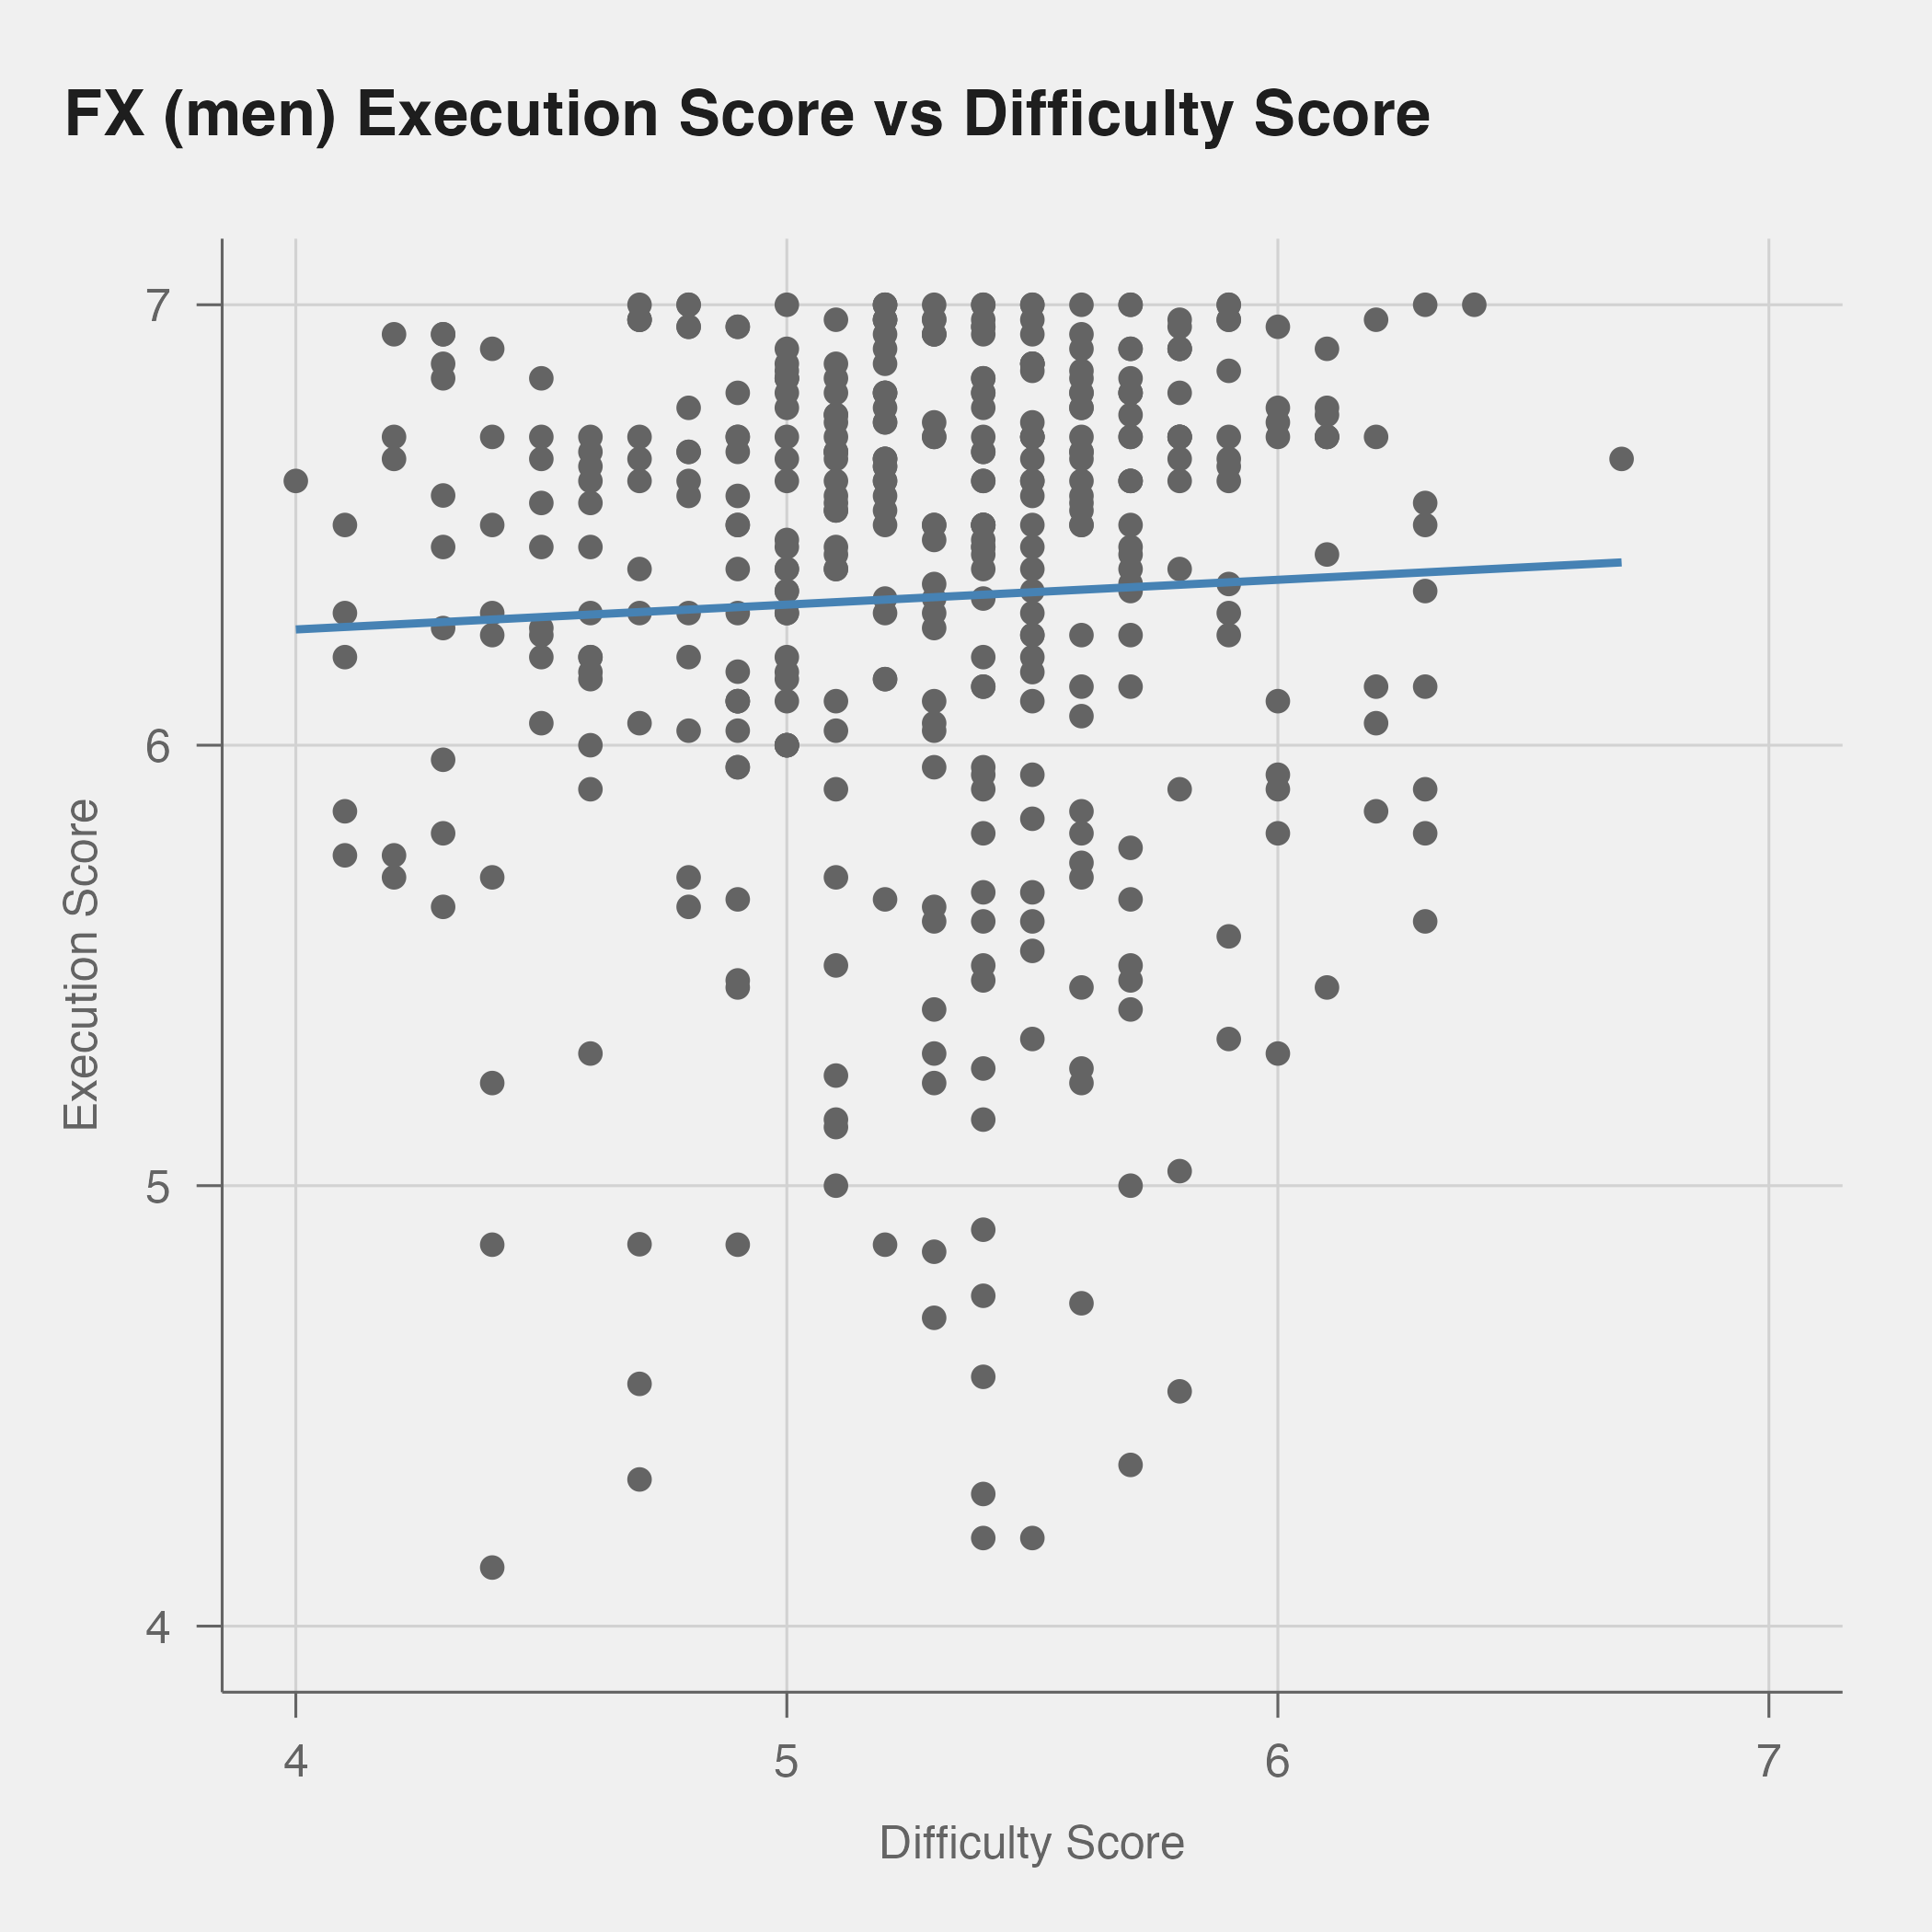 FX (men) Execution Score vs Difficulty Score
7
6
5
4
Execution Score
4 5 6 7
Difficulty Score